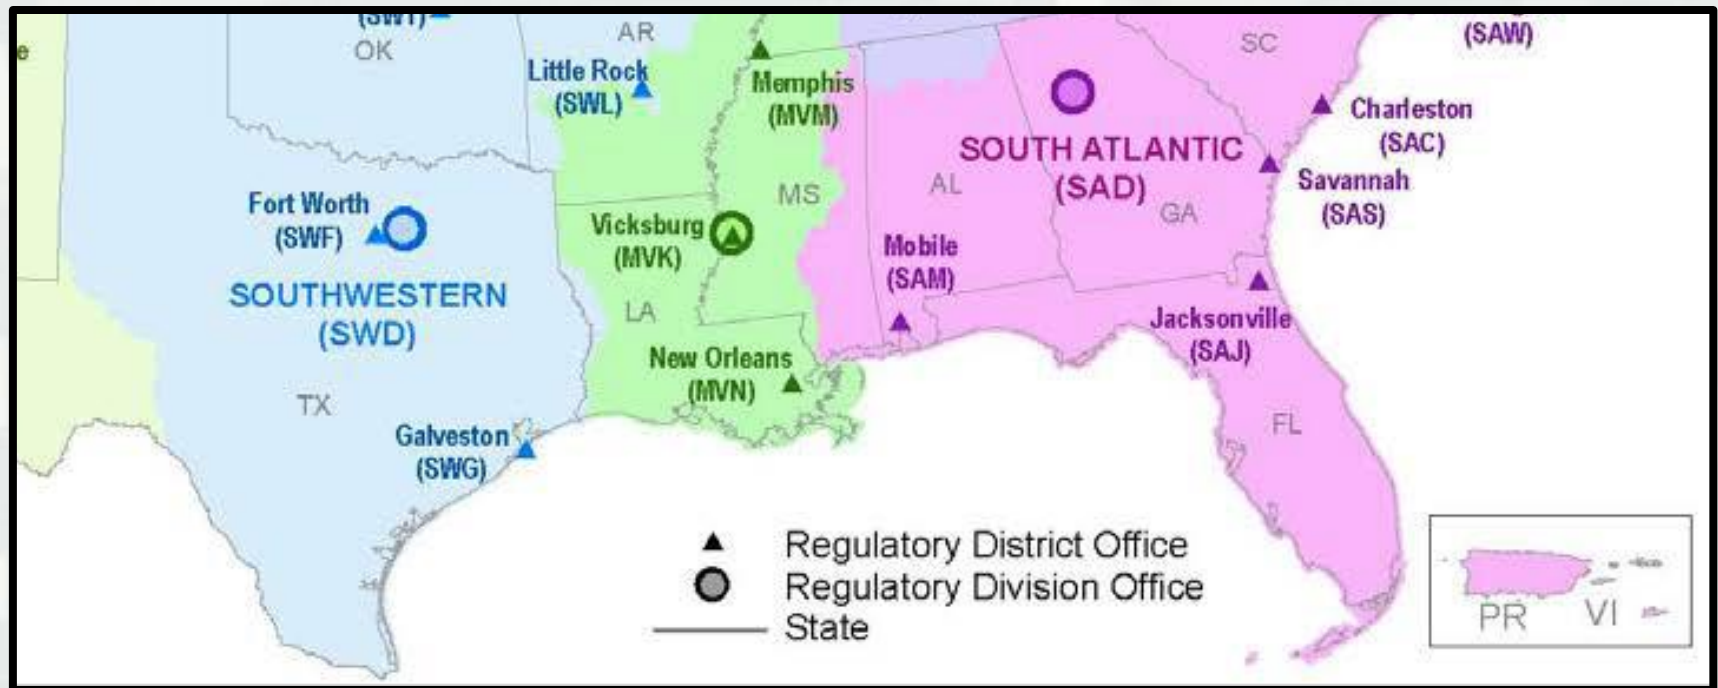 (SWT)
OK
AR
SC
(SAW)
e
Little Rock
(SWL)
Memphis
(MVM)
Charleston
(SAC)
SOUTH ATLANTIC
(SAD)
AL
MS
GA
Savannah
(SAS)
Fort Worth
(SWF)
Vicksburg
(MVK)
Mobile
(SAM)
SOUTHWESTERN
(SWD)
LA
Jacksonville
(SAJ)
New Orleans
(MVN)
TX
FL
Galveston
(SWG)
Regulatory District Office
Regulatory Division Office
State
PR
VI